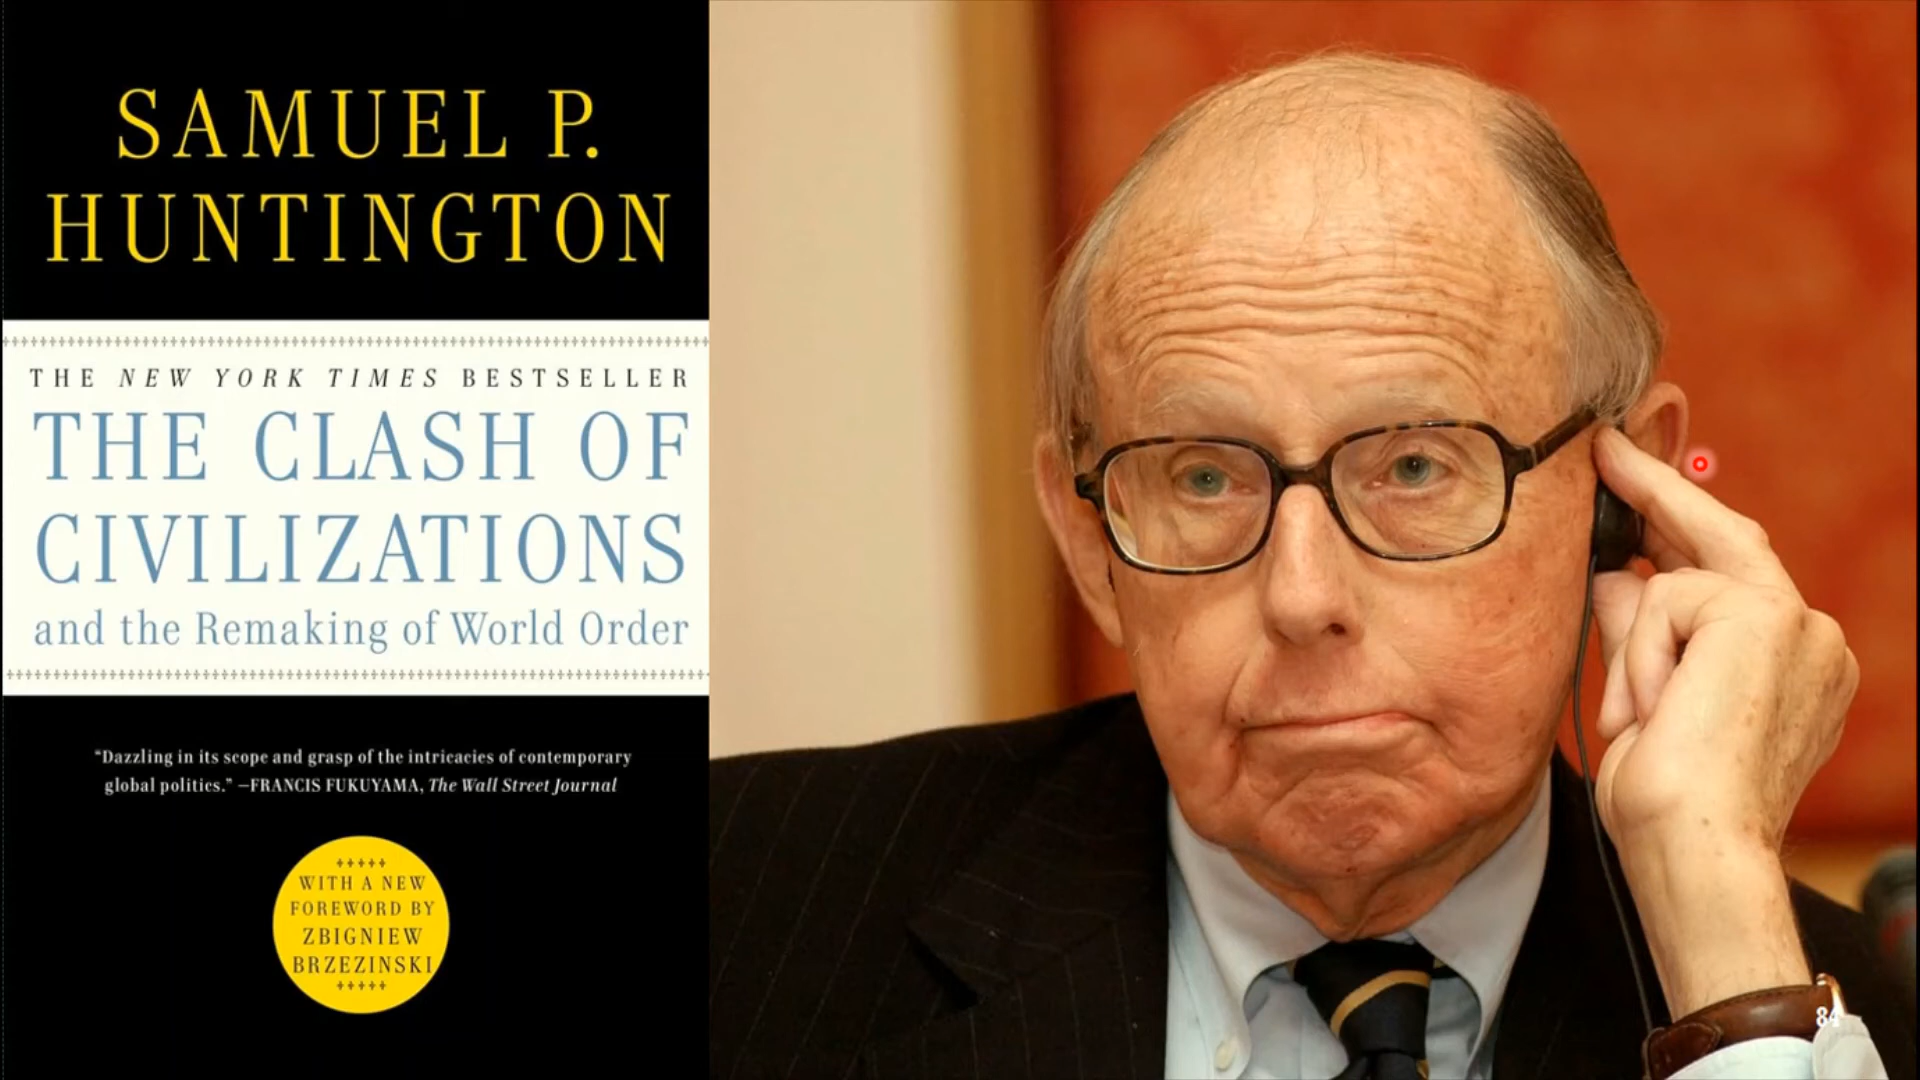 SAMUEL P.
HUNTINGTON
THE NEW YORK TIMES BESTSELLER
THE CLASH OF
CIVILIZATIONS
and the Remaking of World Order
“Dazzling in its scope and grasp of the intricacies of contemporary
global politics.” —FRANCIS FUKUYAMA, The Wall Street Journal
WITH A NEW
FOREWORD BY
ZBIGNIEW
BRZEZINSKI
84